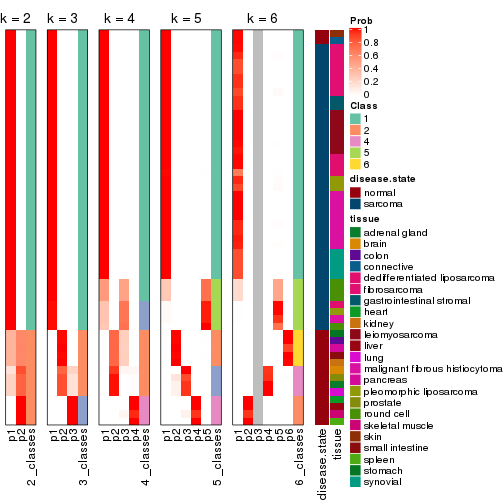 k = 2 k = 3 k = 4 k = 5 k = 6
Prob
1
0.8
0.6
0.4
0.2
0
Class
1
2
4
5
6
disease.state
normal
sarcoma
tissue
adrenal gland
brain
colon
connective
dedifferentiated liposarcoma
fibrosarcoma
gastrointestinal stromal
heart
kidney
leiomyosarcoma
liver
lung
malignant fibrous histiocytoma
pancreas
pleomorphic liposarcoma
prostate
round cell
skeletal muscle
skin
small intestine
spleen
stomach
synovial
p1
p2
2_classes
p1
p2
p3
3_classes
p1
p2
p3
p4
4_classes
p1
p2
p3
p4
p5
5_classes
p1
p2
p3
p4
p5
p6
6_classes
disease.state
tissue